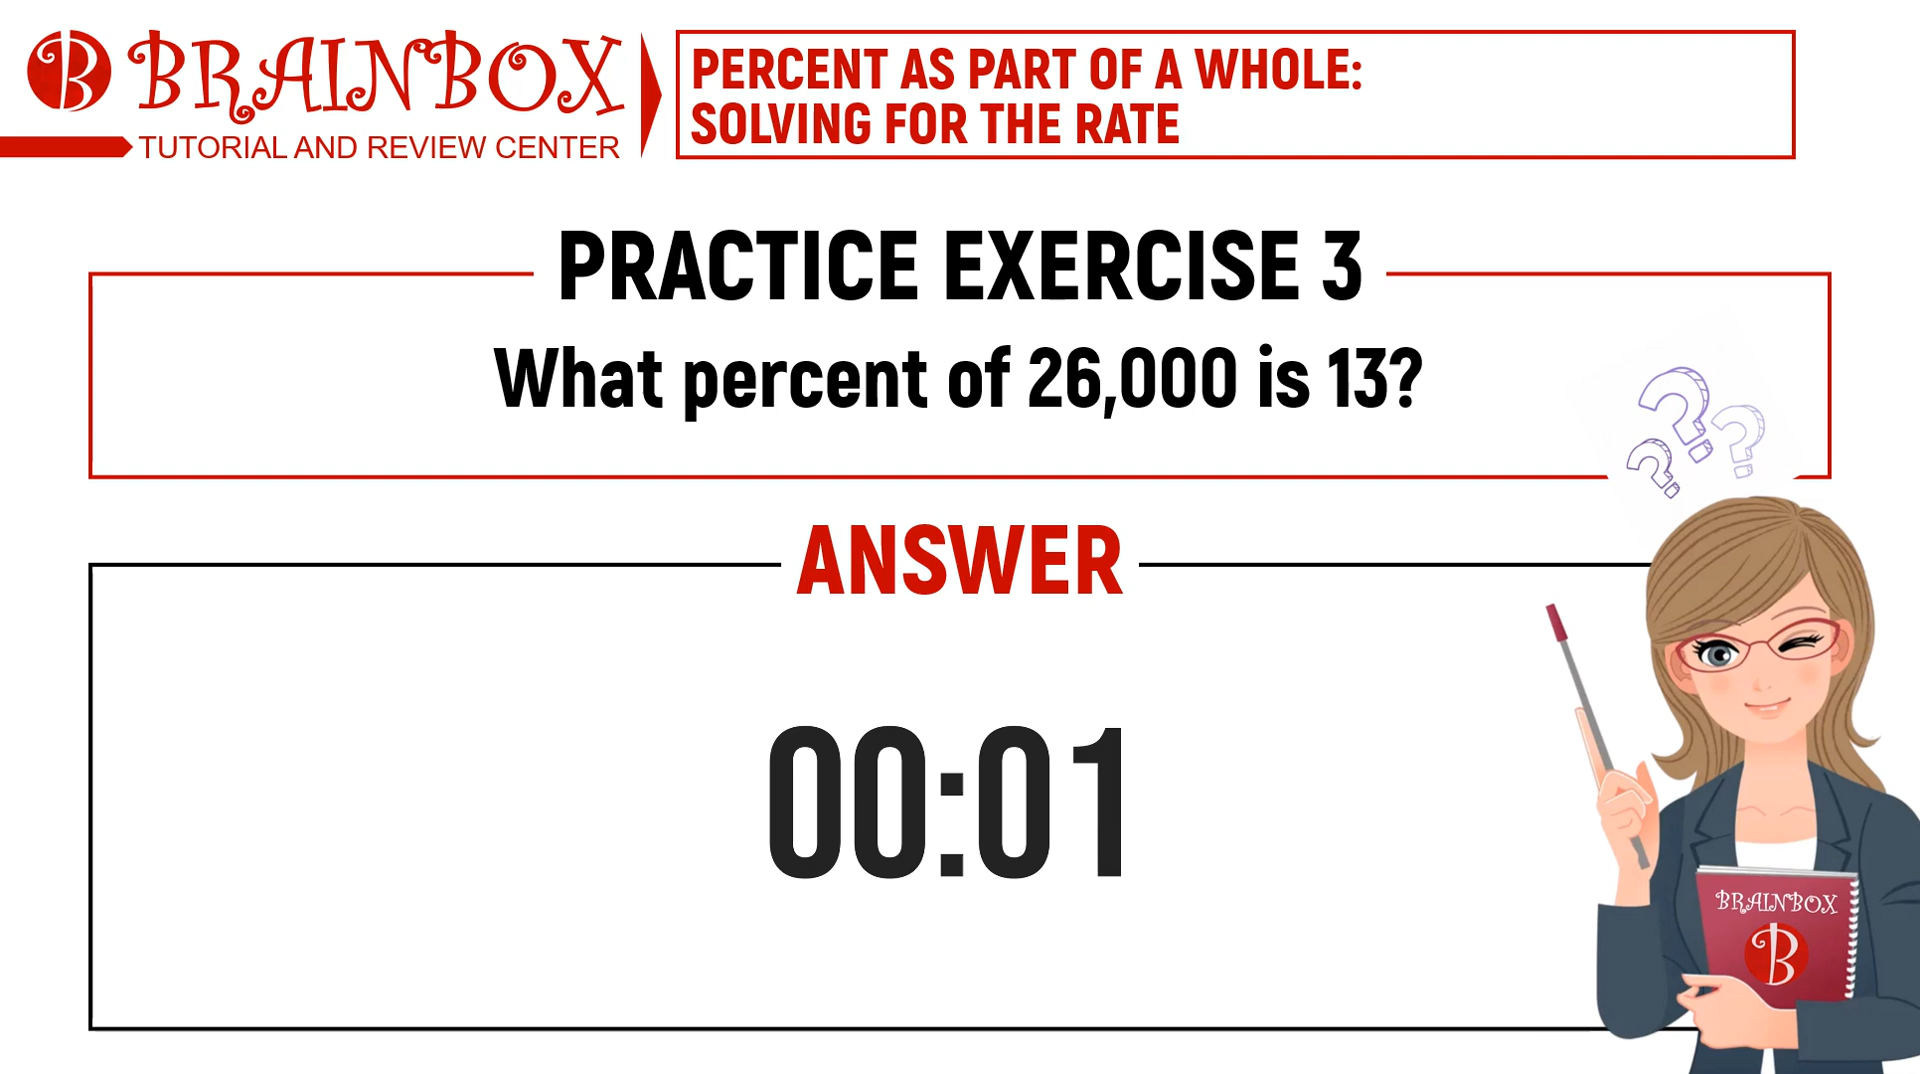 BRAINBOX
TUTORIAL AND REVIEW CENTER
PERCENT AS PART OF A WHOLE:
SOLVING FOR THE RATE
PRACTICE EXERCISE 3
What percent of 26,000 is 13?
ANSWER
00:01
BRAINBOX
B